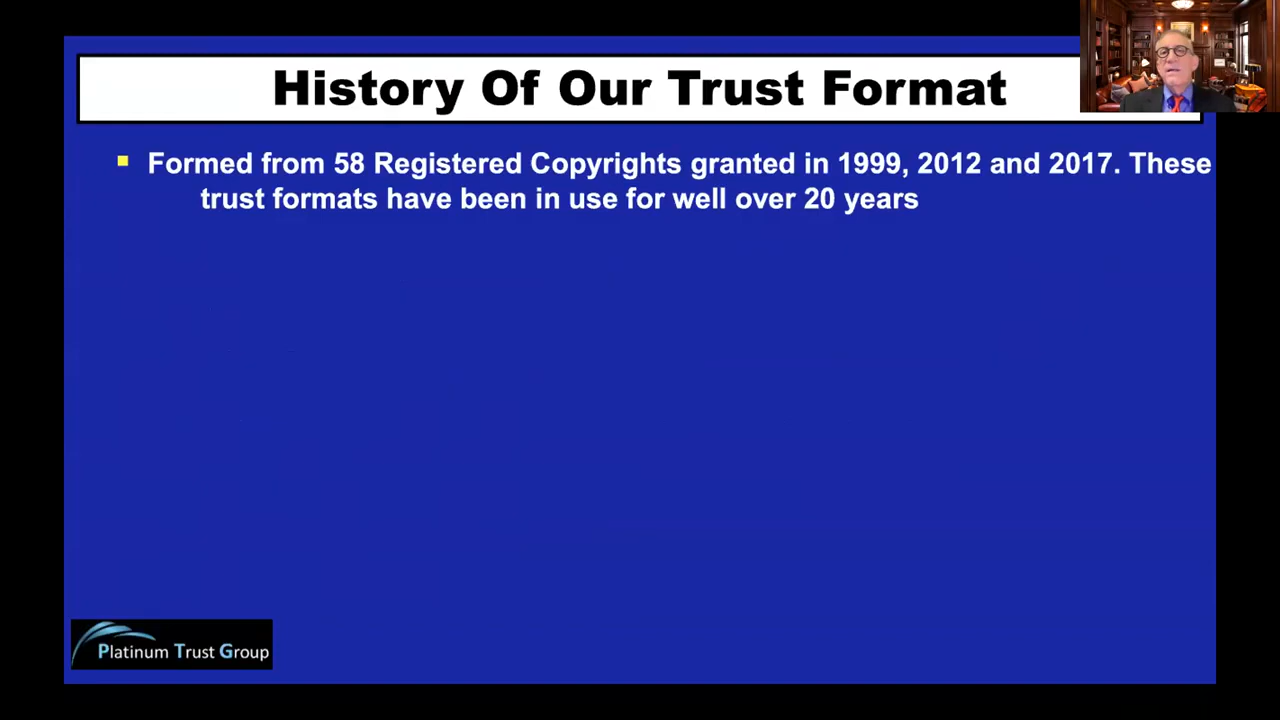 History Of Our Trust Format
Formed from 58 Registered Copyrights granted in 1999, 2012 and 2017. These
trust formats have been in use for well over 20 years
Platinum Trust Group